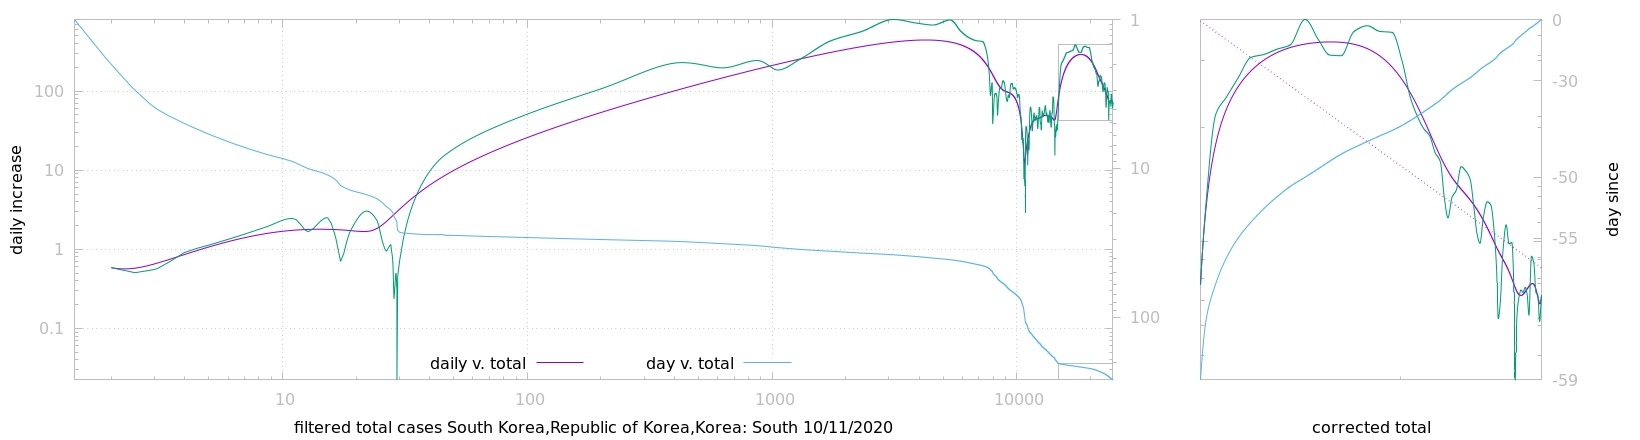 daily increase
100
10
1
0.1
10
100
1000
10000
1
10
100
daily v. total
day v. total
filtered total cases South Korea,Republic of Korea,Korea: South 10/11/2020
0
-30
-50
-55
-59
day since
corrected total